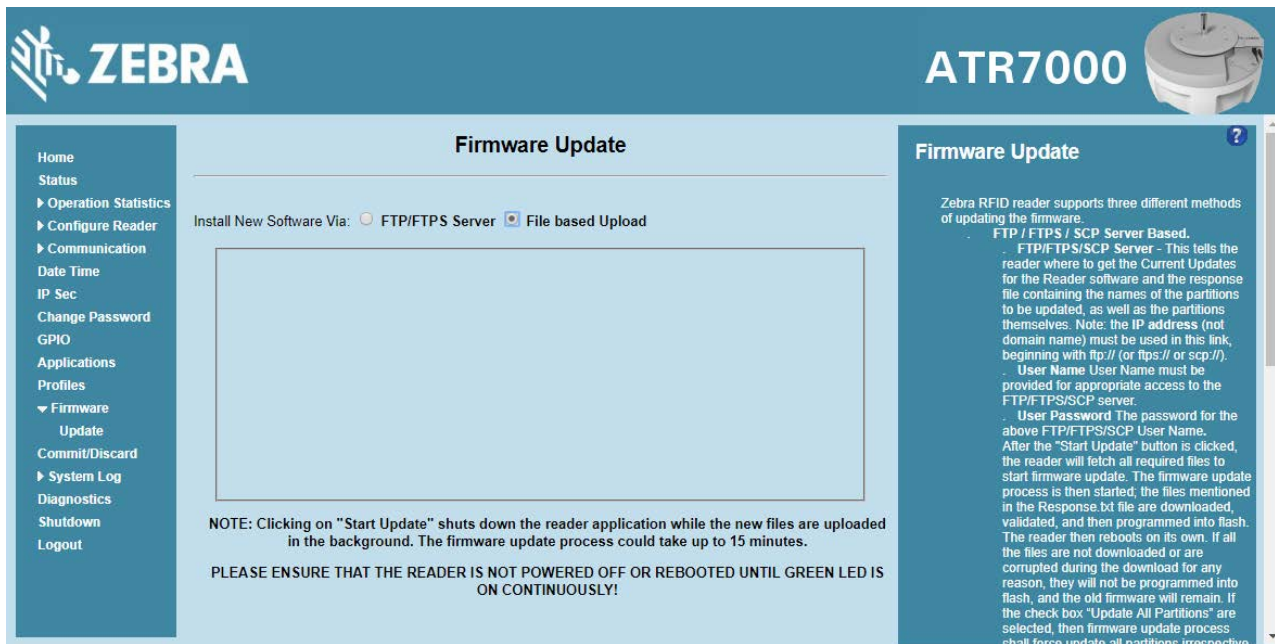 ZEBRA
ATR7000
Home
Status
Operation Statistics
Configure Reader
Communication
Date Time
IP Sec
Change Password
GPIO
Applications
Profiles
Firmware
Update
Commit/Discard
System Log
Diagnostics
Shutdown
Logout
Firmware Update
Install New Software Via: FTP/FTPS Server File based Upload
NOTE: Clicking on "Start Update" shuts down the reader application while the new files are uploaded
in the background. The firmware update process could take up to 15 minutes.
PLEASE ENSURE THAT THE READER IS NOT POWERED OFF OR REBOOTED UNTIL GREEN LED IS
ON CONTINUOUSLY!
?
Firmware Update
Zebra RFID reader supports three different methods
of updating the firmware.
. FTP / FTPS / SCP Server Based.
. FTP/FTPS/SCP Server - This tells the
reader where to get the Current Updates
for the Reader software and the response
file containing the names of the partitions
to be updated, as well as the partitions
themselves. Note: the IP address (not
domain name) must be used in this link,
beginning with ftp:// (or ftps:// or scp://).
. User Name User Name must be
provided for appropriate access to the
FTP/FTPS/SCP server.
. User Password The password for the
above FTP/FTPS/SCP User Name.
After the "Start Update" button is clicked,
the reader will fetch all required files to
start firmware update. The firmware update
process is then started; the files mentioned
in the Response.txt file are downloaded,
validated, and then programmed into flash.
The reader then reboots on its own. If all
the files are not downloaded or are
corrupted during the download for any
reason, they will not be programmed into
flash, and the old firmware will remain. If
the check box "Update All Partitions" are
selected, then firmware update process
shall force update all partitions irrespective